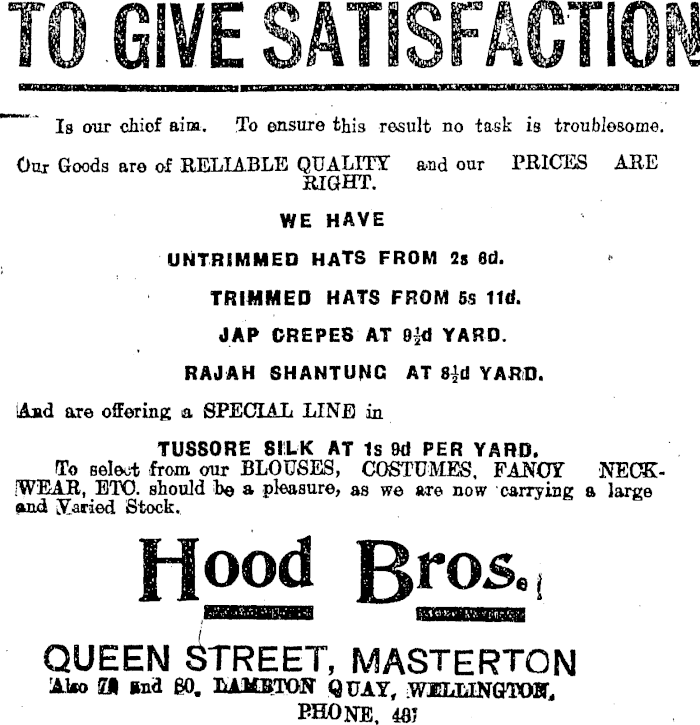 TO GIVE SATISFACTION
Is our chief aim. To ensure this result no task is troublesome.
Our Goods are of RELIABLE QUALITY and our PRICES ARE
RIGHT.
WE HAVE
UNTRIMMED HATS FROM 2s 6d.
TRIMMED HATS FROM 5s 11d.
JAP CREPES AT 9½d YARD.
RAJAH SHANTUNG AT 8½d YARD.
And are offering a SPECIAL LINE in
TUSSORE SILK AT 1s 9d PER YARD.
To select from our BLOUSES, COSTUMES, FANCY NECK-
WEAR, ETC. should be a pleasure, as we are now carrying a large
and Varied Stock.
Hood Bros.
QUEEN STREET, MASTERTON
Also and 80, LAMBTON QUAY, WELLINGTON,
PHONE,